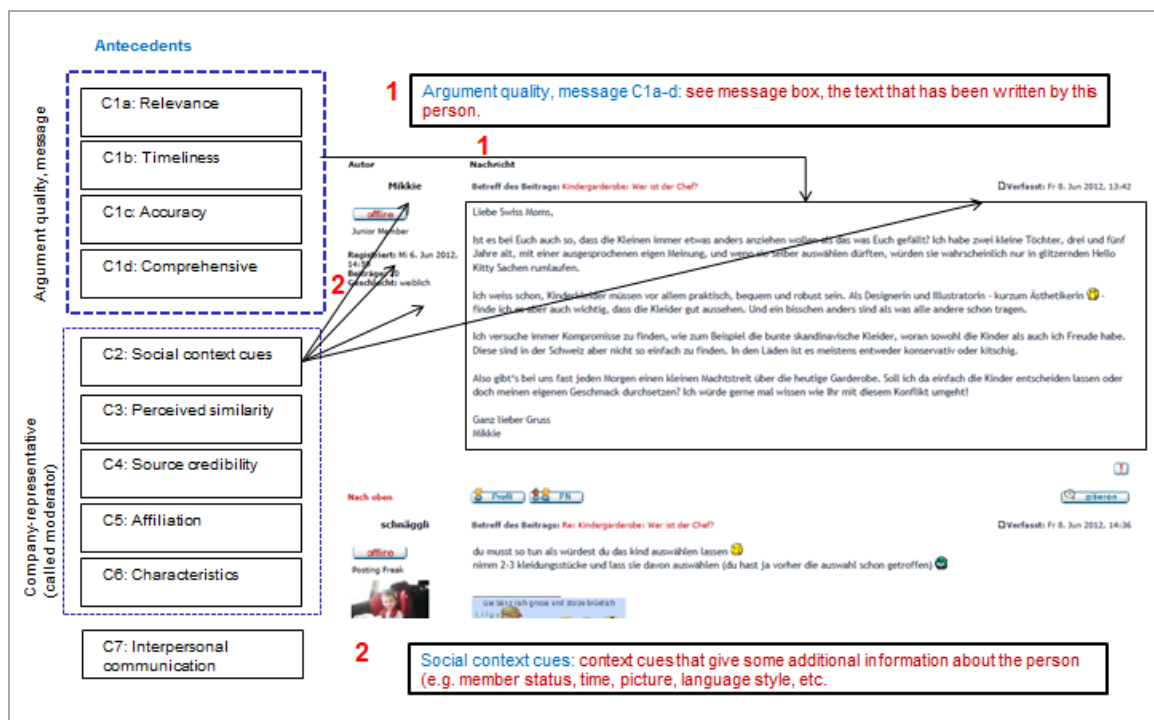 Antecedents
Argument quality, message
C1a: Relevance
C1b: Timeliness
C1c: Accuracy
C1d: Comprehensive
Company-representative
(called moderator)
C2: Social context cues
C3: Perceived similarity
C4: Source credibility
C5: Affiliation
C6: Characteristics
C7: Interpersonal
communication
1
Argument quality, message C1a-d: see message box, the text that has been written by this
person.
1
Autor
Nachricht
Mikkie
Betreff des Beitrags: Kindergarderobe: Wer ist der Chef?
Verfasst: Fr 8. Jun 2012, 13:42
offline
Junior Member
Registriert: Mi 6. Jun 2012,
14:59
Beiträge: 10
Geschlecht: weiblich
2
Liebe Swiss Moms,
Ist es bei Euch auch so, dass die Kleinen immer etwas anders anziehen wollen als das was Euch gefällt? Ich habe zwei kleine Töchter, drei und fünf
Jahre alt, mit einer ausgesprochenen eigen Meinung, und wenn sie selber auswählen dürften, würden sie wahrscheinlich nur in glitzernden Hello
Kitty Sachen rumlaufen.
Ich weiss schon, Kinderkleider müssen vor allem praktisch, bequem und robust sein. Als Designerin und Illustratorin - kurzum Ästhetikerin -
finde ich es aber auch wichtig, dass die Kleider gut aussehen. Und ein bisschen anders sind als was alle andere schon tragen.
Ich versuche immer Kompromisse zu finden, wie zum Beispiel die bunte skandinavische Kleider, woran sowohl die Kinder als auch ich Freude habe.
Diese sind in der Schweiz aber nicht so einfach zu finden. In den Läden ist es meistens entweder konservativ oder kitschig.
Also gibt's bei uns fast jeden Morgen einen kleinen Machtstreit über die heutige Garderobe. Soll ich da einfach die Kinder entscheiden lassen oder
doch meinen eigenen Geschmack durchsetzen? Ich würde gerne mal wissen wie Ihr mit diesem Konflikt umgeht!
Ganz lieber Gruss
Mikkie
Nach oben
Profil
PN
zitieren
schnäggli
Betreff des Beitrags: Re: Kindergarderobe: Wer ist der Chef?
Verfasst: Fr 8. Jun 2012, 14:36
offline
Posting Freak
du musst so tun als würdest du das kind auswählen lassen
nimm 2-3 kleidungsstücke und lass sie davon auswählen (du hast ja vorher die auswahl schon getroffen)
2
Social context cues: context cues that give some additional information about the person
(e.g. member status, time, picture, language style, etc.